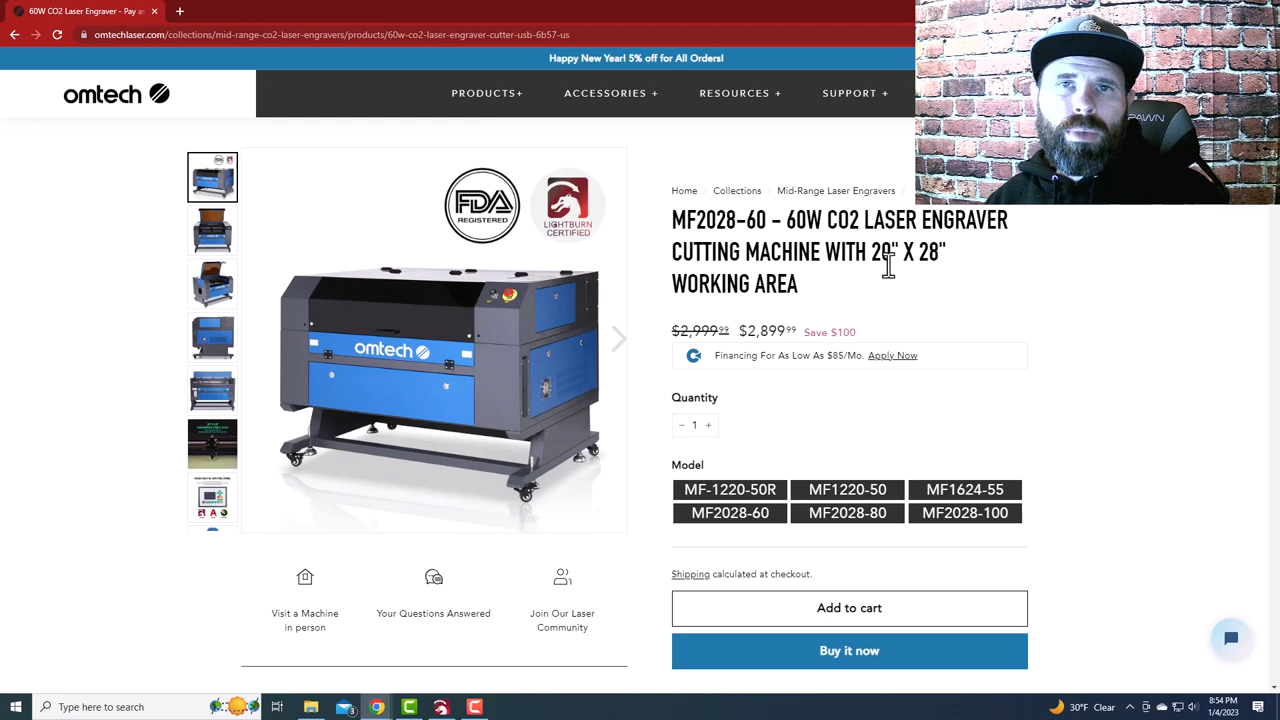 60W CO2 Laser Engraver - Pay a
omtechlaser.com/collections/mid-range-co2-laser-engravers/products/60w-co2-laser-engraver-cutter-usb-6b57-us
Happy New Year! 5% off for All Orders!
omtech
PRODUCTS+
ACCESSORIES +
RESOURCES +
SUPPORT +
PAWN
FDA
REGISTERED
LIGHTBURN
CERTIFIED
omtech
Home / Collections / Mid-Range Laser Engravers /
MF2028-60 - 60W CO2 LASER ENGRAVER
CUTTING MACHINE WITH 20" X 28"
WORKING AREA
$2,999.99 $2,899.99 Save $100
Financing For As Low As $85/Mo. Apply Now
Quantity
− 1 +
Model
MF-1220-50R MF1220-50 MF1624-55
MF2028-60 MF2028-80 MF2028-100
Shipping calculated at checkout.
Add to cart
Buy it now
Visit a Machine
in person
Your Questions Answered
Join Our Laser
Community
Type here to search
3
30°F Clear
8:54 PM
1/4/2023